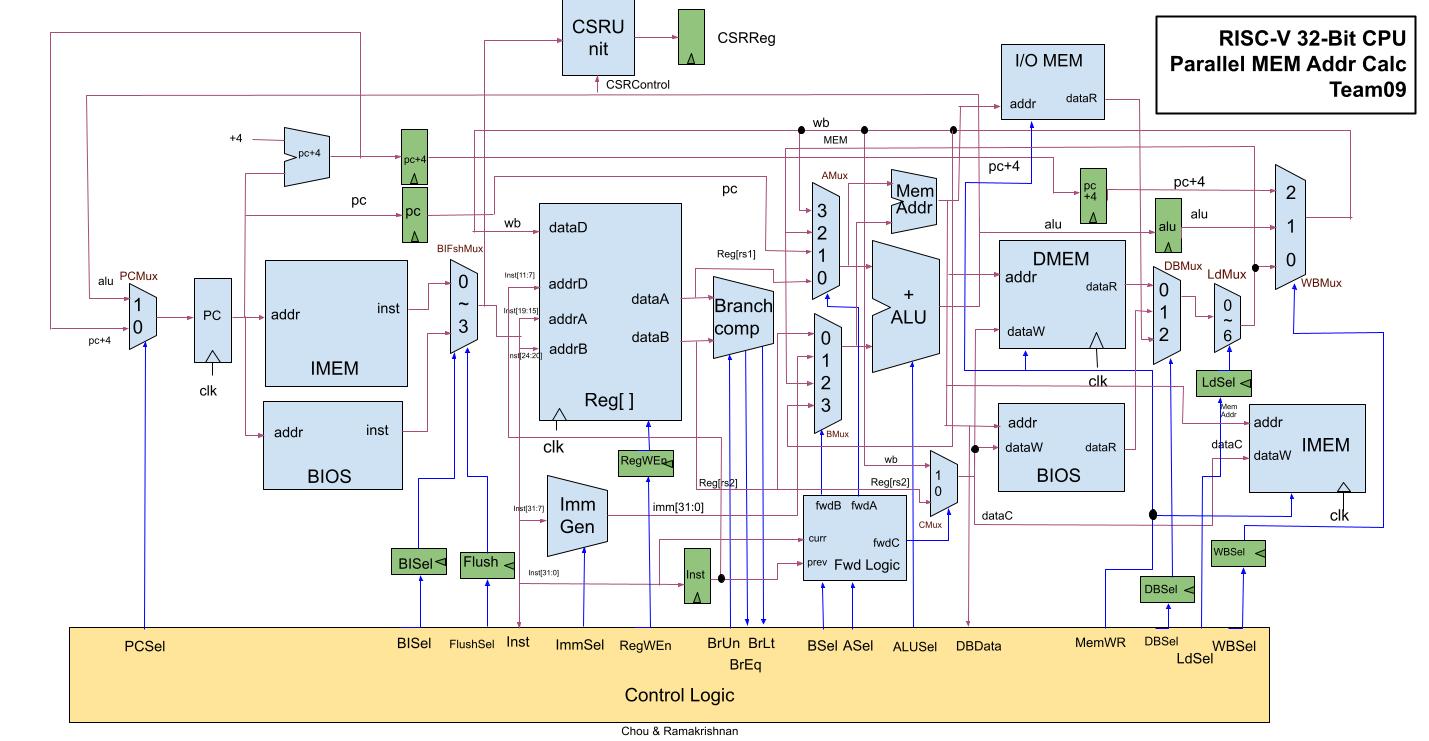 CSRU
nit
CSRReg
CSRControl
RISC-V 32-Bit CPU
Parallel MEM Addr Calc
Team09
I/O MEM
addr
dataR
+4
pc+4
pc+4
pc
pc
wb
MEM
pc+4
pc
+4
pc+4
alu
alu
alu
pc
wb
alu
PCMux
1
0
pc+4
PC
clk
addr
inst
IMEM
addr
inst
BIOS
BIFshMux
0
~
3
dataD
addrD
addrA
addrB
dataA
dataB
Reg[ ]
clk
Inst[11:7]
Inst[19:15]
nst[24:20]
Reg[rs1]
Branch
comp
AMux
3
2
1
0
Mem
Addr
+
ALU
0
1
2
3
BMux
DMEM
addr
dataR
dataW
clk
DBMux
0
1
2
LdMux
0
~
6
2
1
0
WBMux
LdSel
Mem
Addr
addr
dataC
dataW
IMEM
clk
addr
dataW
dataR
BIOS
RegWEn
Reg[rs2]
wb
Reg[rs2]
1
0
CMux
dataC
Inst[31:7]
Imm
Gen
imm[31:0]
fwdB
fwdA
curr
fwdC
prev
Fwd Logic
Inst[31:0]
Inst
BISel
Flush
WBSel
DBSel
PCSel
BISel
FlushSel
Inst
ImmSel
RegWEn
BrUn
BrLt
BrEq
BSel
ASel
ALUSel
DBData
MemWR
DBSel
LdSel
WBSel
Control Logic
Chou & Ramakrishnan